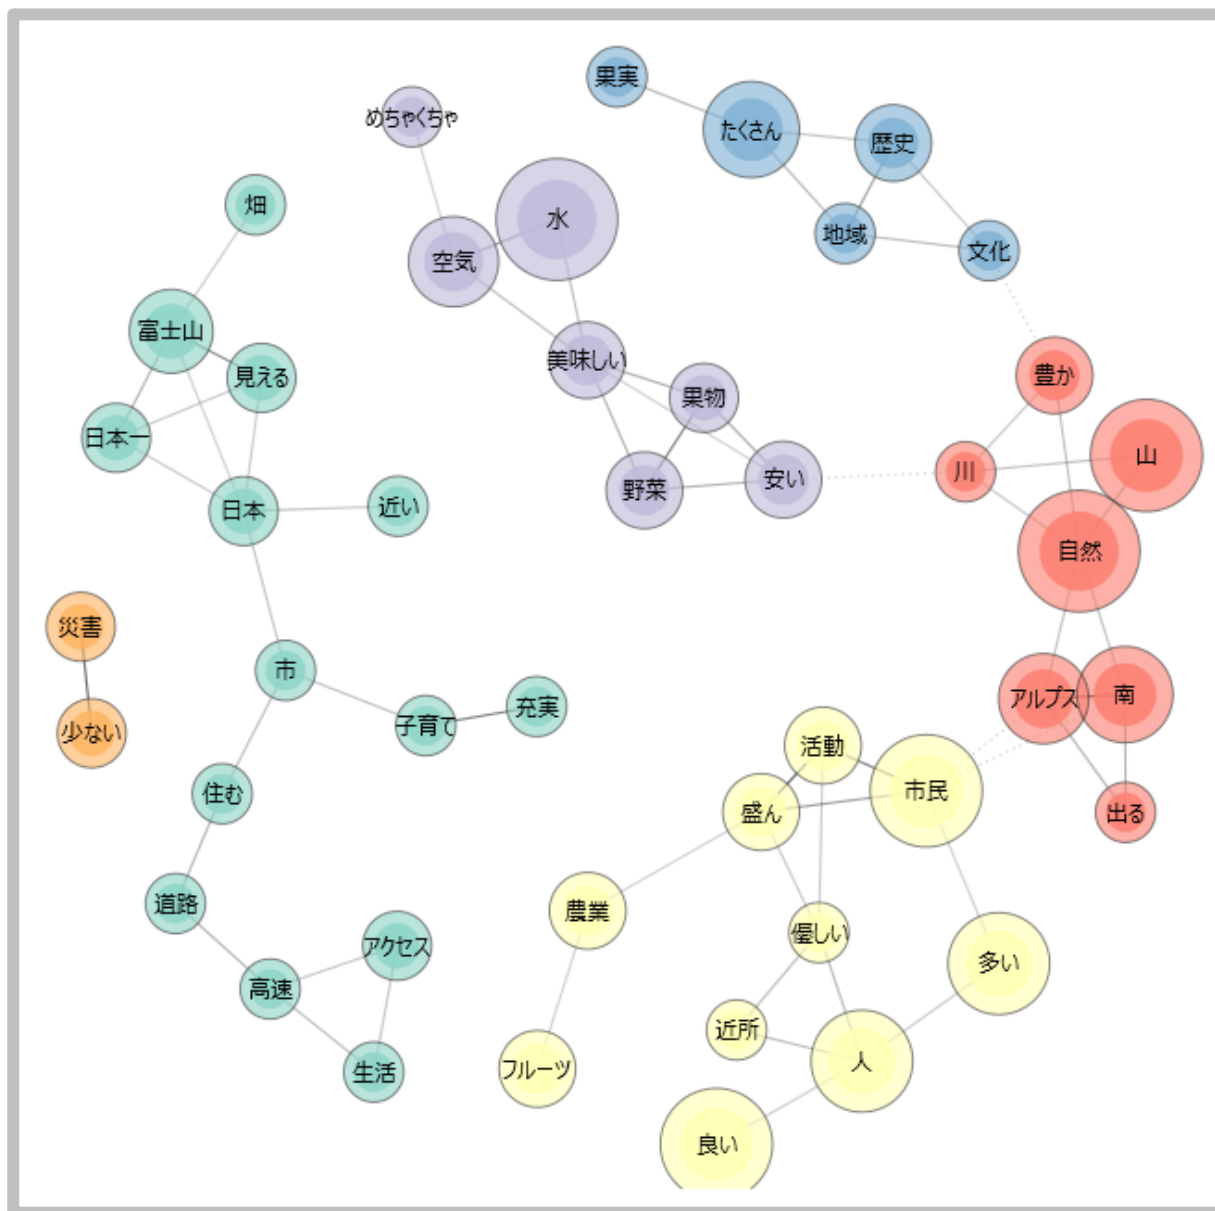 果実
たくさん
歴史
地域
文化
めちゃくちゃ
水
空気
美味しい
果物
野菜
安い
畑
富士山
見える
日本一
日本
近い
豊か
川
山
自然
アルプス
南
出る
災害
少ない
市
子育て
充実
住む
道路
高速
アクセス
生活
活動
市民
盛ん
農業
フルーツ
優しい
近所
多い
人
良い